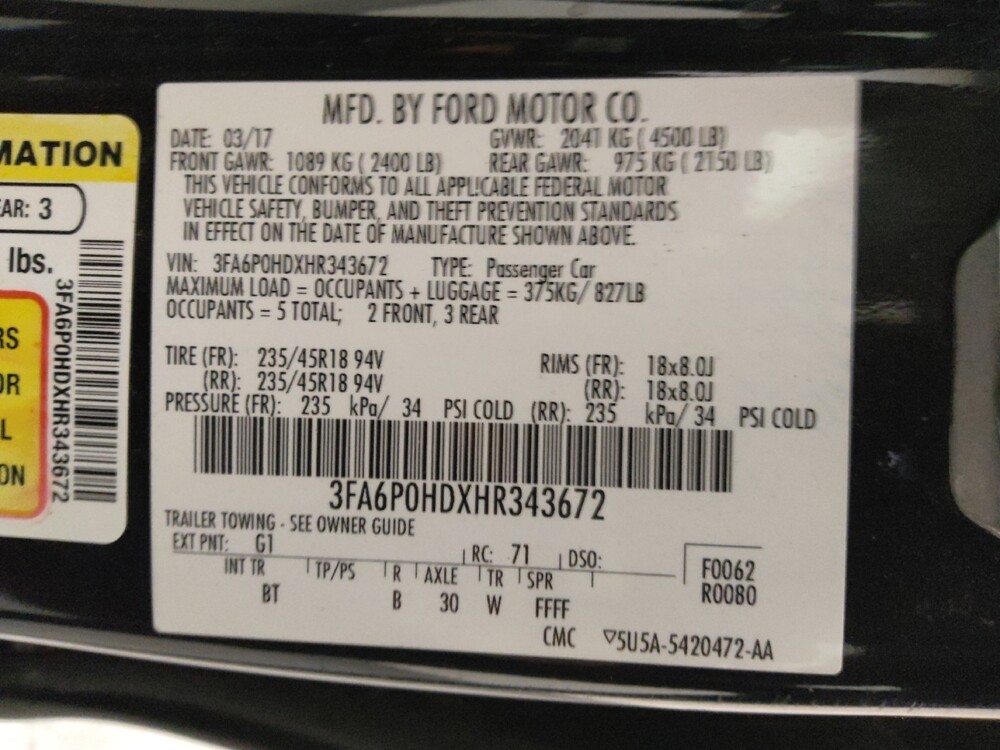 MATION
EAR: 3
lbs.
RS
OR
L
ON
3FA6P0HDXHR343672
MFD. BY FORD MOTOR CO.
DATE: 03/17 GVWR: 2041 KG ( 4500 LB)
FRONT GAWR: 1089 KG ( 2400 LB) REAR GAWR: 975 KG ( 2150 LB)
THIS VEHICLE CONFORMS TO ALL APPLICABLE FEDERAL MOTOR
VEHICLE SAFETY, BUMPER, AND THEFT PREVENTION STANDARDS
IN EFFECT ON THE DATE OF MANUFACTURE SHOWN ABOVE.
VIN: 3FA6P0HDXHR343672 TYPE: Passenger Car
MAXIMUM LOAD = OCCUPANTS + LUGGAGE = 375KG/ 827LB
OCCUPANTS = 5 TOTAL; 2 FRONT, 3 REAR
TIRE (FR): 235/45R18 94V RIMS (FR): 18x8.0J
(RR): 235/45R18 94V (RR): 18x8.0J
PRESSURE (FR): 235 kPa/ 34 PSI COLD (RR): 235 kPa/ 34 PSI COLD
3FA6P0HDXHR343672
TRAILER TOWING - SEE OWNER GUIDE
EXT PNT: G1 RC: 71 DSO:
INT TR TP/PS R AXLE TR SPR F0062
BT B 30 W FFFF R0080
CMC ▽5U5A-5420472-AA